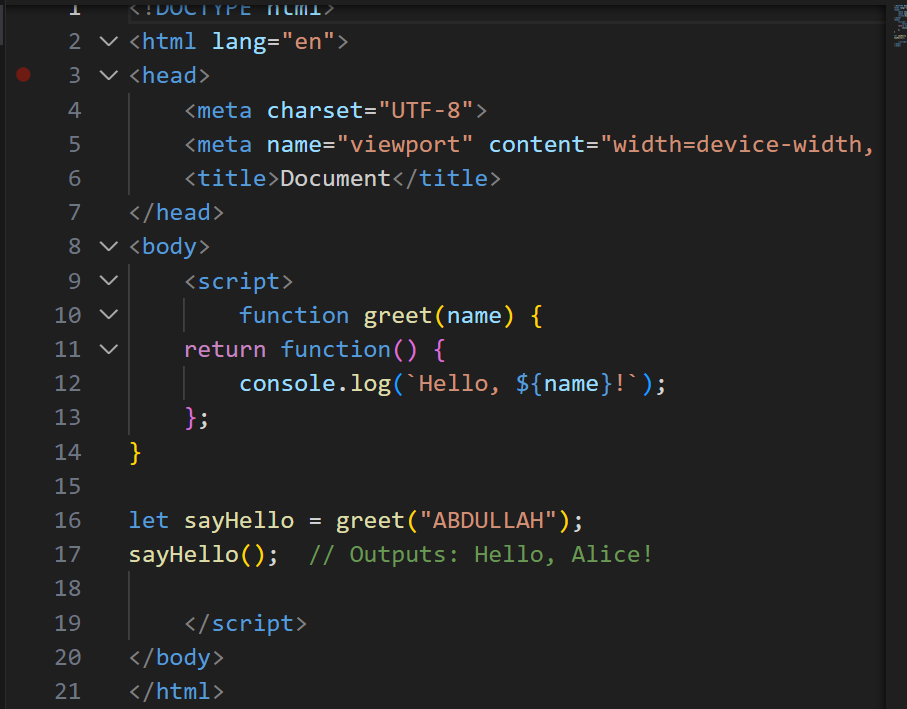 1 <!DOCTYPE html>
2 <html lang="en">
3 <head>
4 <meta charset="UTF-8">
5 <meta name="viewport" content="width=device-width,
6 <title>Document</title>
7 </head>
8 <body>
9 <script>
10 function greet(name) {
11 return function() {
12 console.log(`Hello, ${name}!`);
13 };
14 }
15
16 let sayHello = greet("ABDULLAH");
17 sayHello();  // Outputs: Hello, Alice!
18
19 </script>
20 </body>
21 </html>